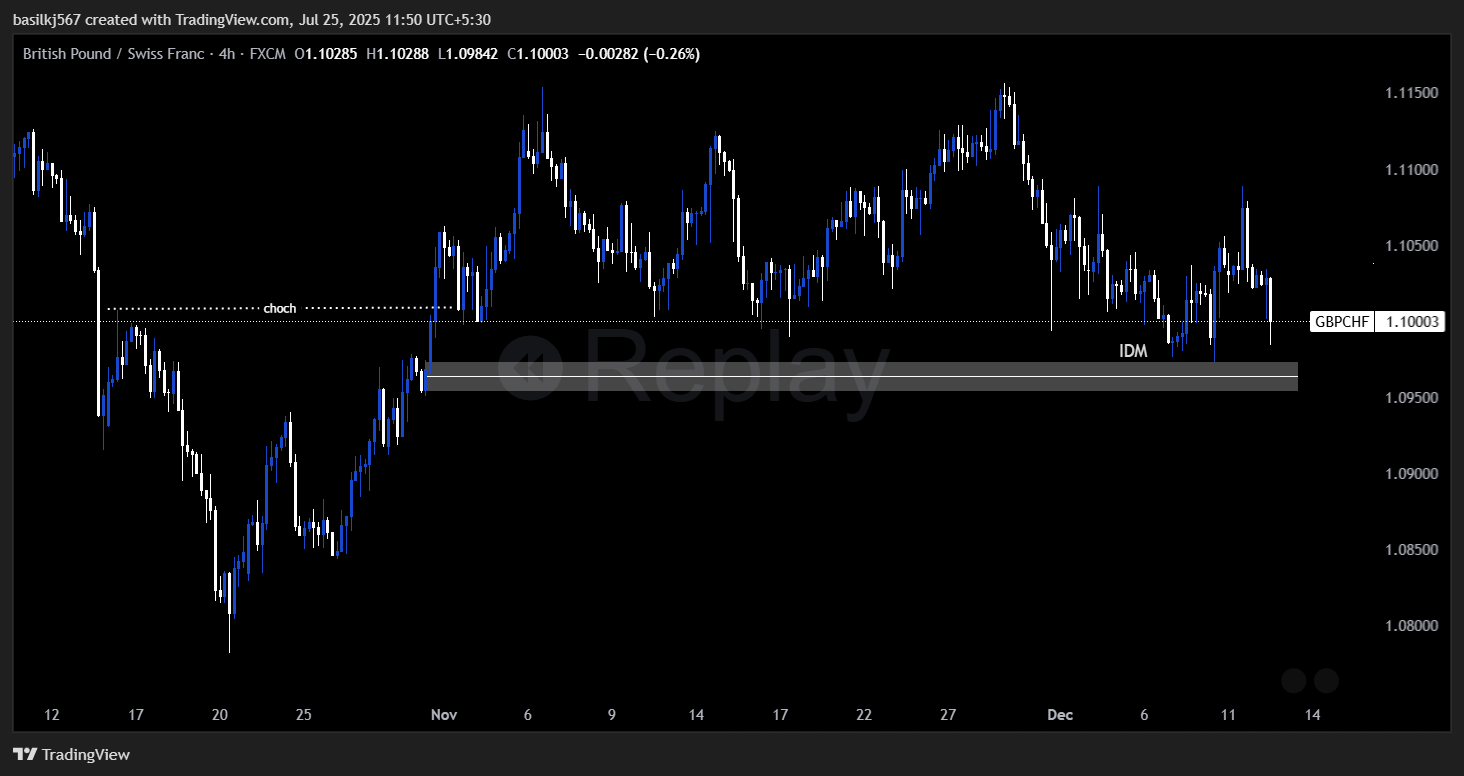 basilkj567 created with TradingView.com, Jul 25, 2025 11:50 UTC+5:30
British Pound / Swiss Franc · 4h · FXCM O1.10285 H1.10288 L1.09842 C1.10003 −0.00282 (−0.26%)
1.11500
1.11000
1.10500
choch
GBPCHF 1.10003
IDM
Replay
1.09500
1.09000
1.08500
1.08000
12 17 20 25 Nov 6 9 14 17 22 27 Dec 6 11 14
TradingView